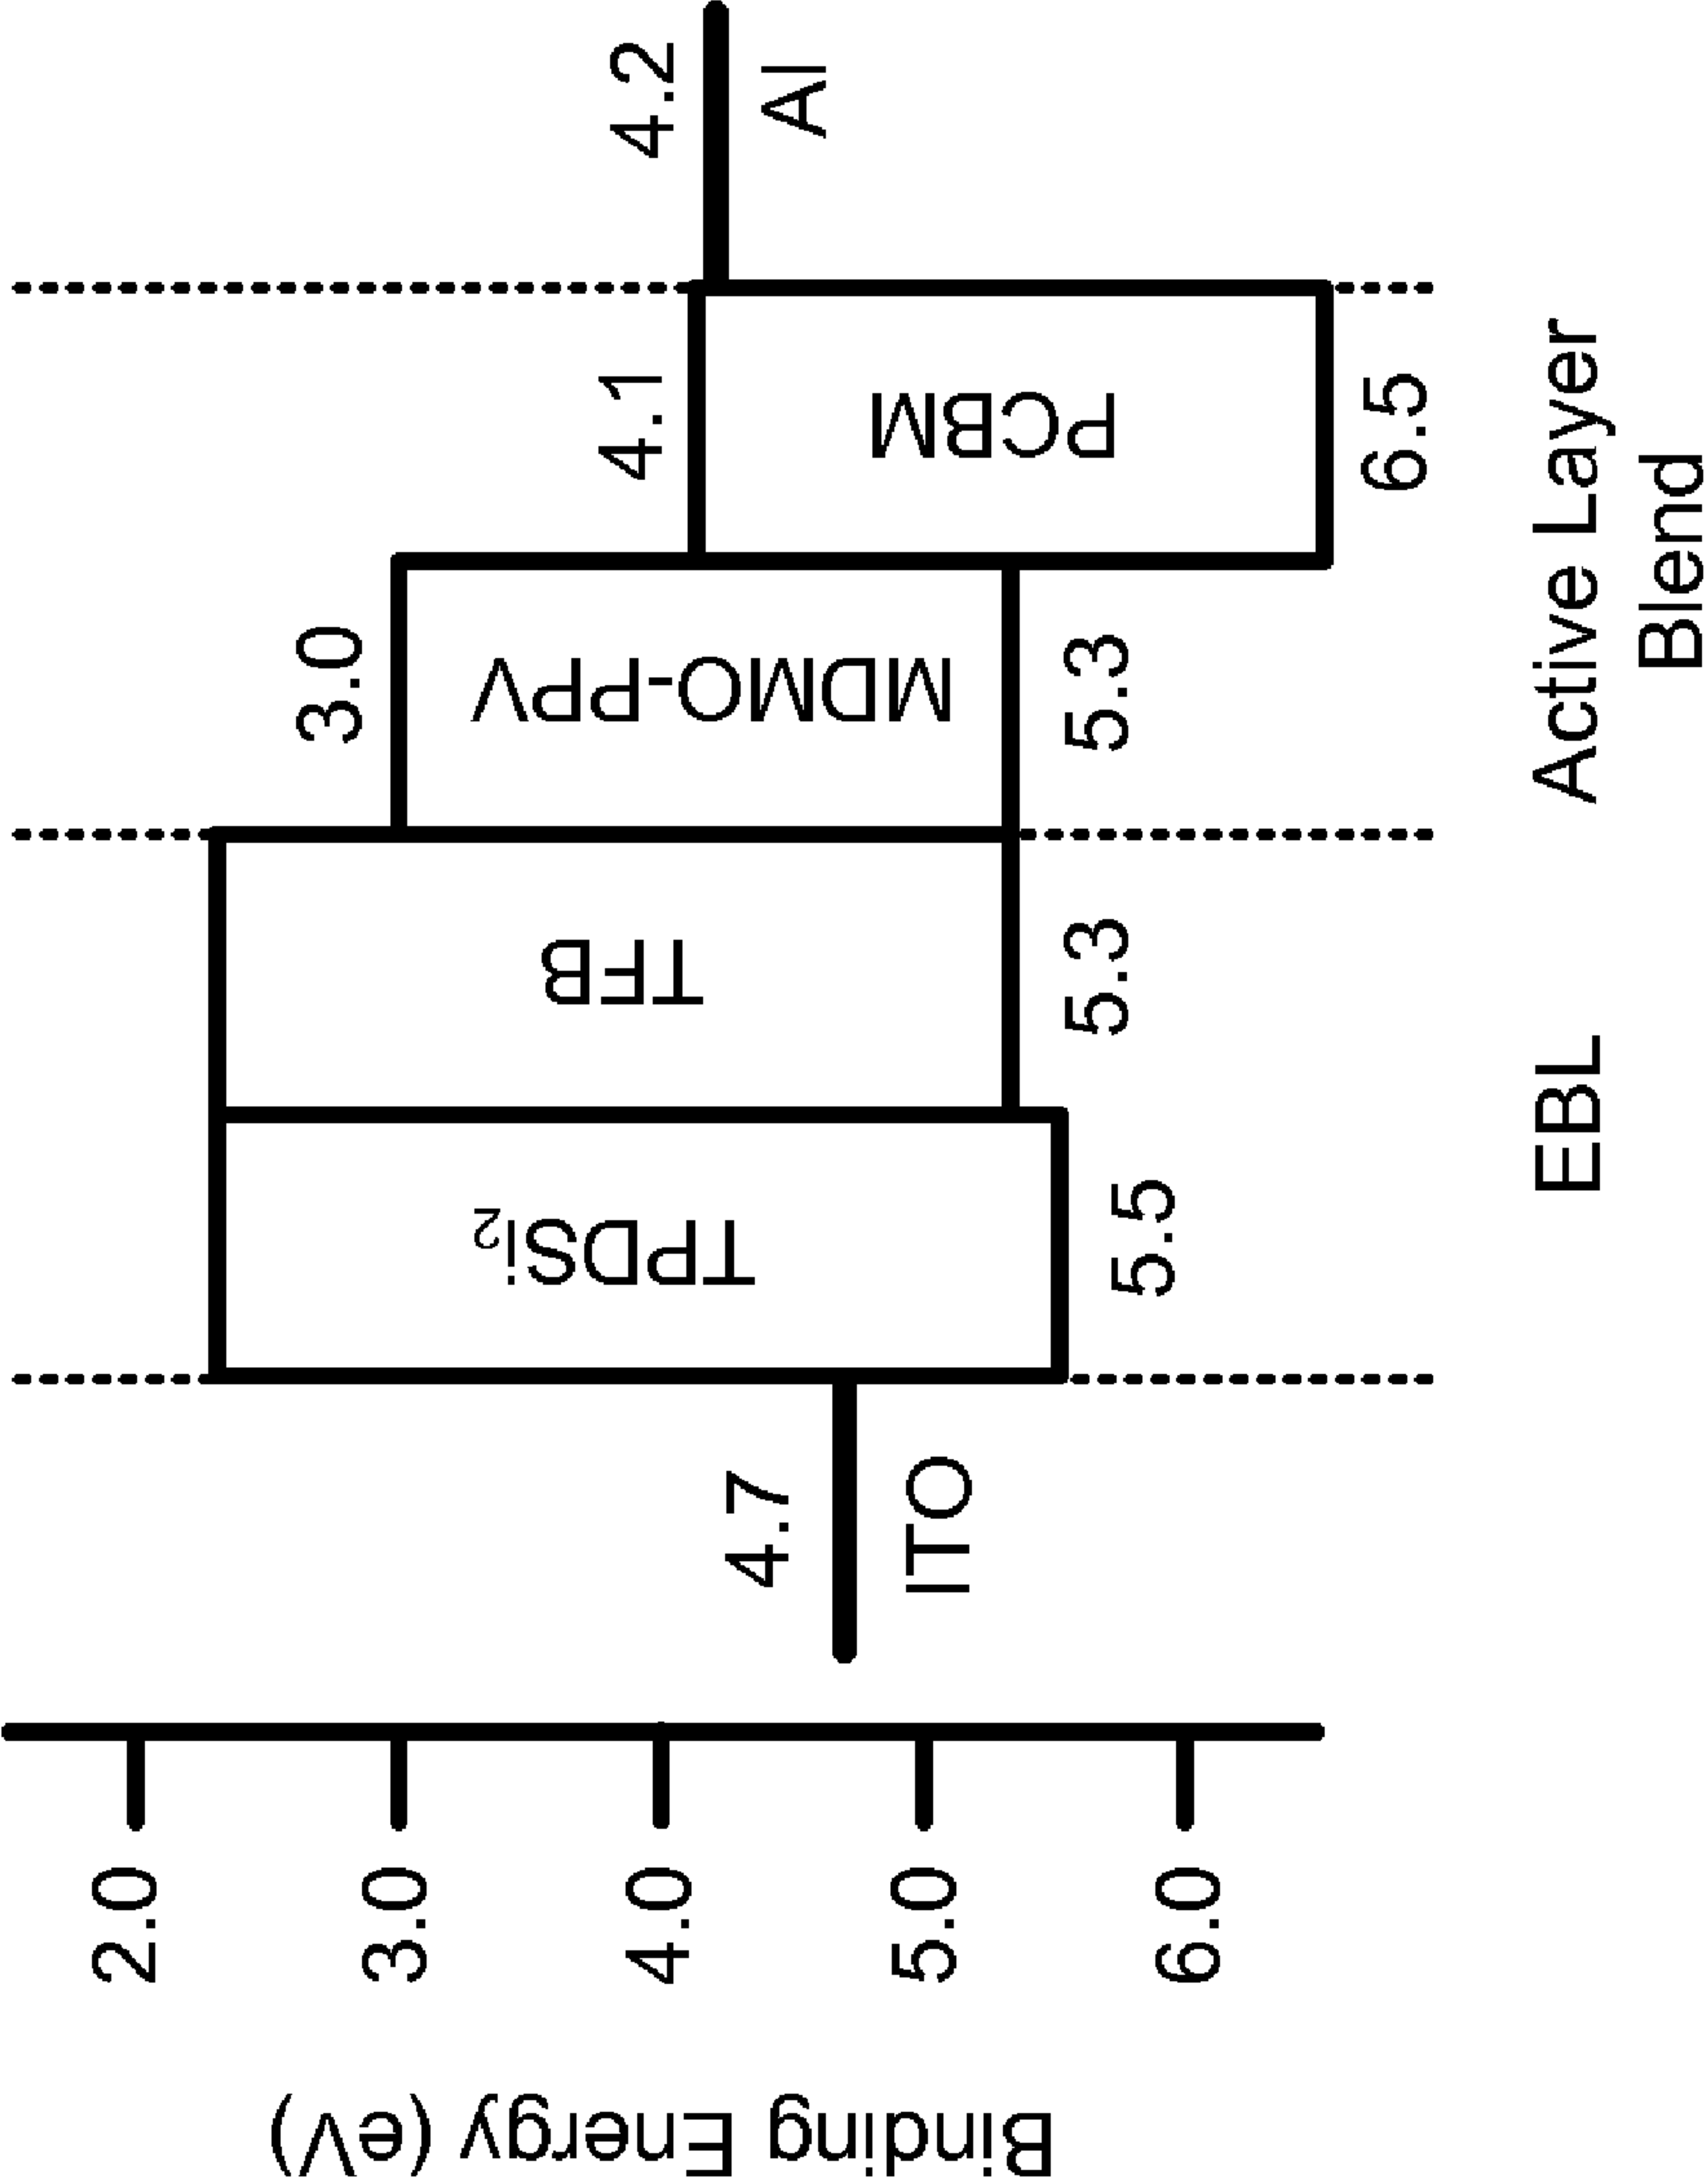 Binding Energy (eV)
2.0
3.0
4.0
5.0
6.0
4.7
ITO
TPDSi₂
5.5
TFB
5.3
3.0
MDMO-PPV
5.3
4.1
PCBM
6.5
4.2
Al
EBL
Active Layer
Blend